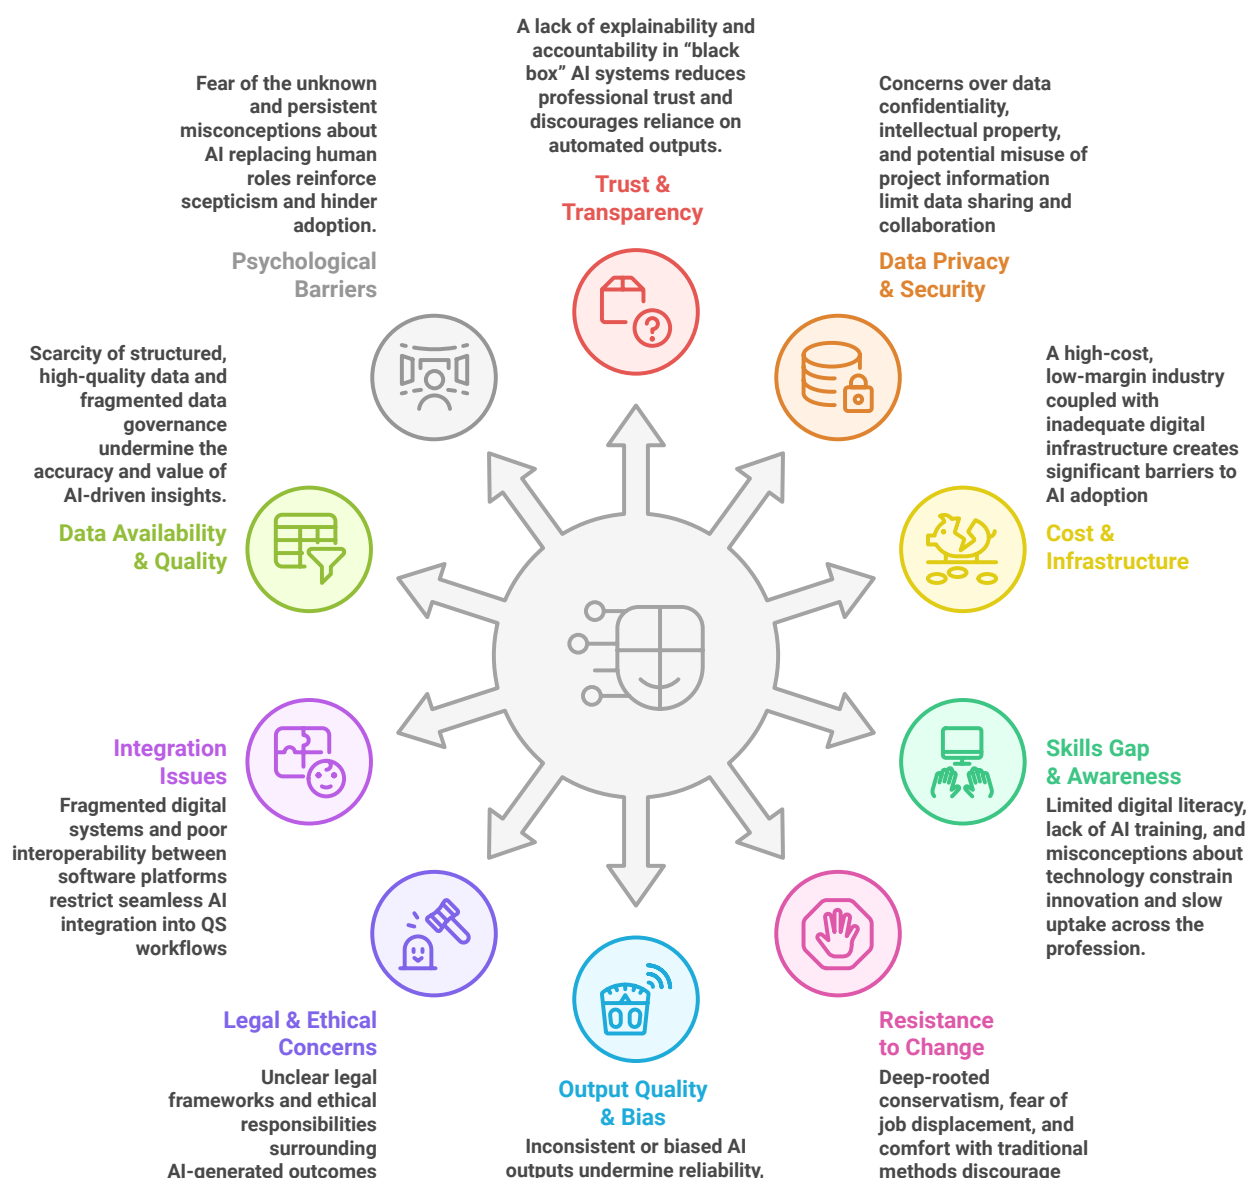 A lack of explainability and
accountability in “black
box” AI systems reduces
professional trust and
discourages reliance on
automated outputs.
Trust &
Transparency
Concerns over data
confidentiality,
intellectual property,
and potential misuse of
project information
limit data sharing and
collaboration
Data Privacy
& Security
A high-cost,
low-margin industry
coupled with
inadequate digital
infrastructure creates
significant barriers to
AI adoption
Cost &
Infrastructure
Skills Gap
& Awareness
Limited digital literacy,
lack of AI training, and
misconceptions about
technology constrain
innovation and slow
uptake across the
profession.
Resistance
to Change
Deep-rooted
conservatism, fear of
job displacement, and
comfort with traditional
methods discourage
Output Quality
& Bias
Inconsistent or biased AI
outputs undermine reliability,
Legal & Ethical
Concerns
Unclear legal
frameworks and ethical
responsibilities
surrounding
AI-generated outcomes
Integration
Issues
Fragmented digital
systems and poor
interoperability between
software platforms
restrict seamless AI
integration into QS
workflows
Scarcity of structured,
high-quality data and
fragmented data
governance
undermine the
accuracy and value of
AI-driven insights.
Data Availability
& Quality
Fear of the unknown
and persistent
misconceptions about
AI replacing human
roles reinforce
scepticism and hinder
adoption.
Psychological
Barriers